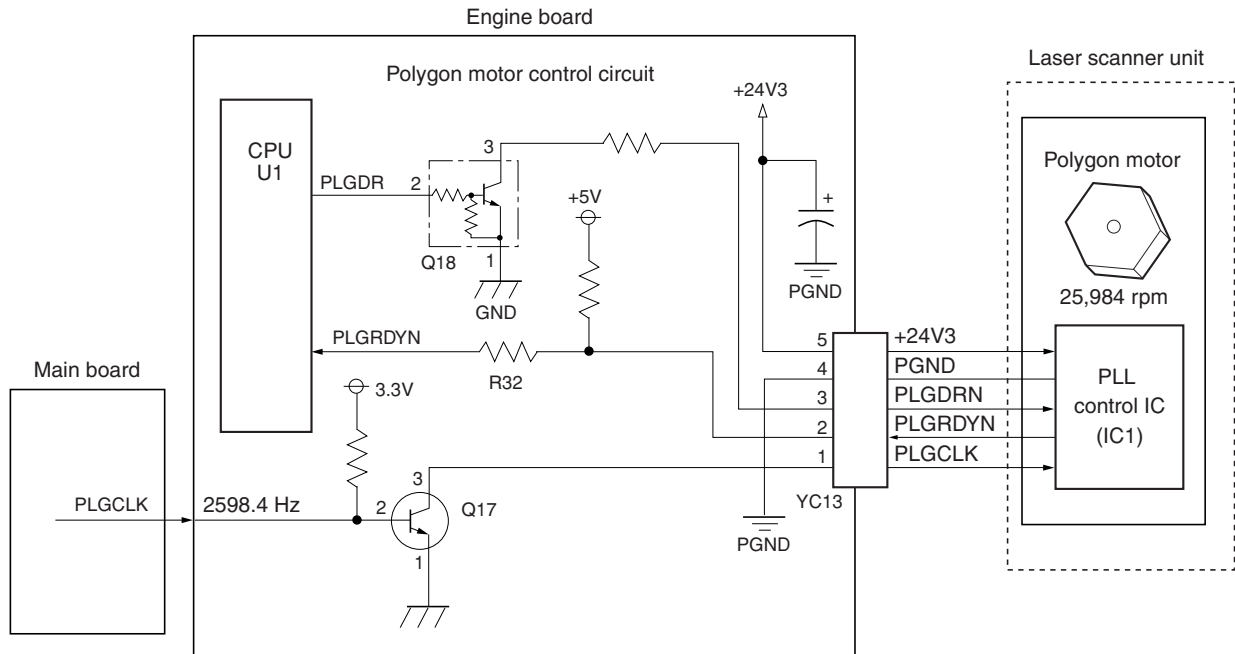 Engine board
Laser scanner unit
Polygon motor control circuit
+24V3
CPU
U1
3
Polygon motor
PLGDR
2
+5V
+
Q18
1
GND
PGND
25,984 rpm
PLGRDYN
R32
5
+24V3
Main board
3.3V
4
PGND
PLL
control IC
(IC1)
3
PLGDRN
2
PLGRDYN
1
PLGCLK
PLGCLK
2598.4 Hz
2
3
Q17
1
YC13
PGND